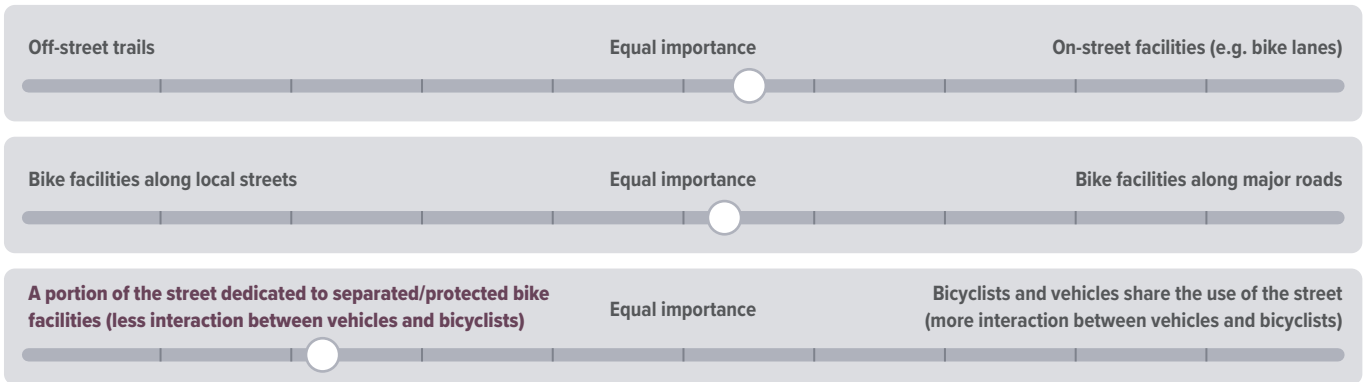 Off-street trails
Equal importance
On-street facilities (e.g. bike lanes)
Bike facilities along local streets
Equal importance
Bike facilities along major roads
A portion of the street dedicated to separated/protected bike
facilities (less interaction between vehicles and bicyclists)
Equal importance
Bicyclists and vehicles share the use of the street
(more interaction between vehicles and bicyclists)